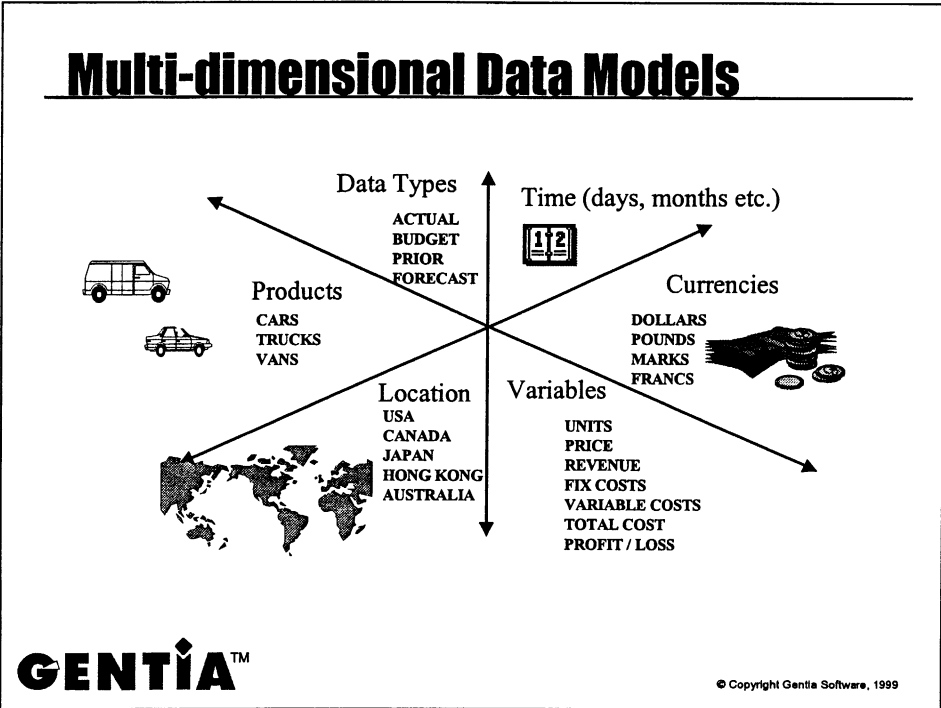 Multi-dimensional Data Models
Data Types
ACTUAL
BUDGET
PRIOR
FORECAST
Time (days, months etc.)
1 2
Products
CARS
TRUCKS
VANS
Currencies
DOLLARS
POUNDS
MARKS
FRANCS
Location
USA
CANADA
JAPAN
HONG KONG
AUSTRALIA
Variables
UNITS
PRICE
REVENUE
FIX COSTS
VARIABLE COSTS
TOTAL COST
PROFIT / LOSS
GENTiA™
© Copyright Gentia Software, 1999